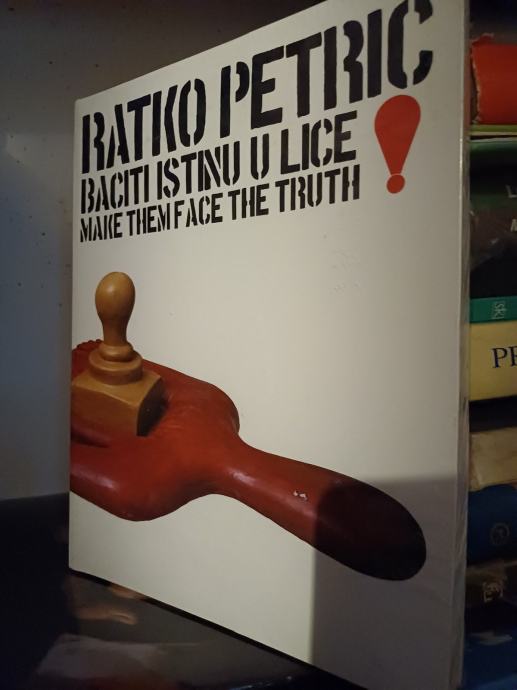 RATKO PETRIC
BACITI ISTINU U LICE !
MAKE THEM FACE THE TRUTH